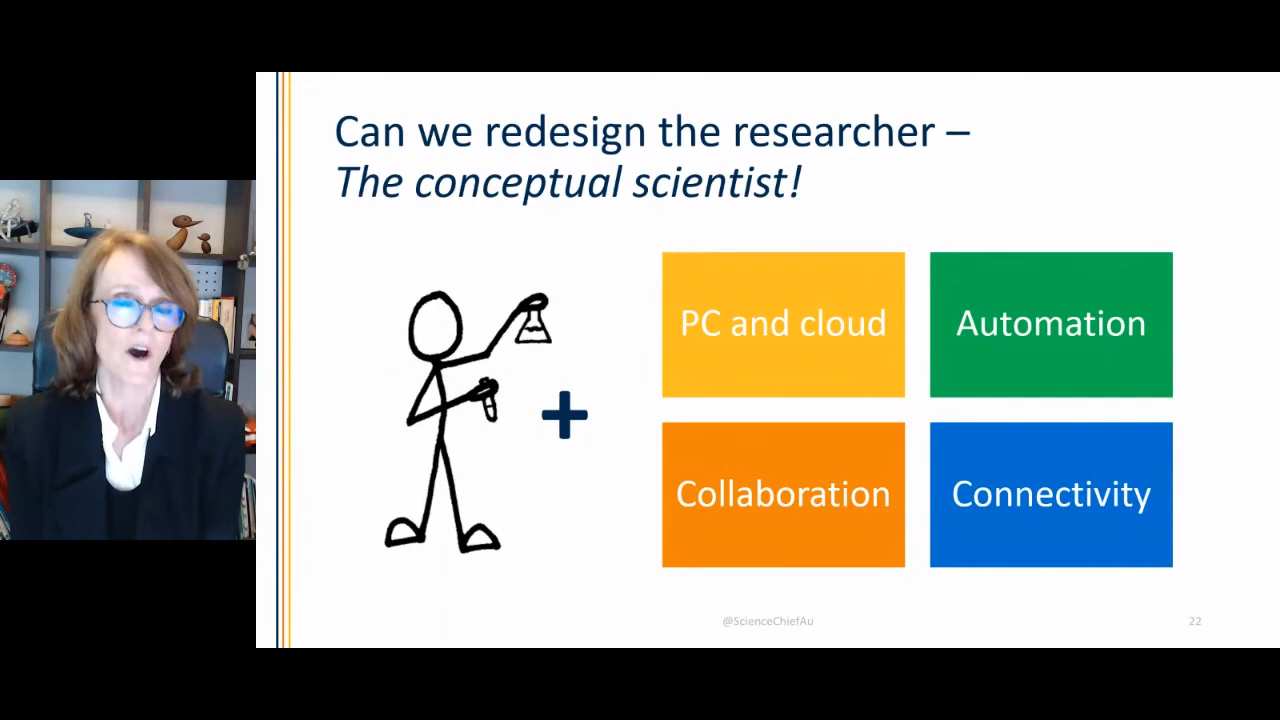 Can we redesign the researcher –
The conceptual scientist!
PC and cloud
Automation
Collaboration
Connectivity
@ScienceChiefAu
22